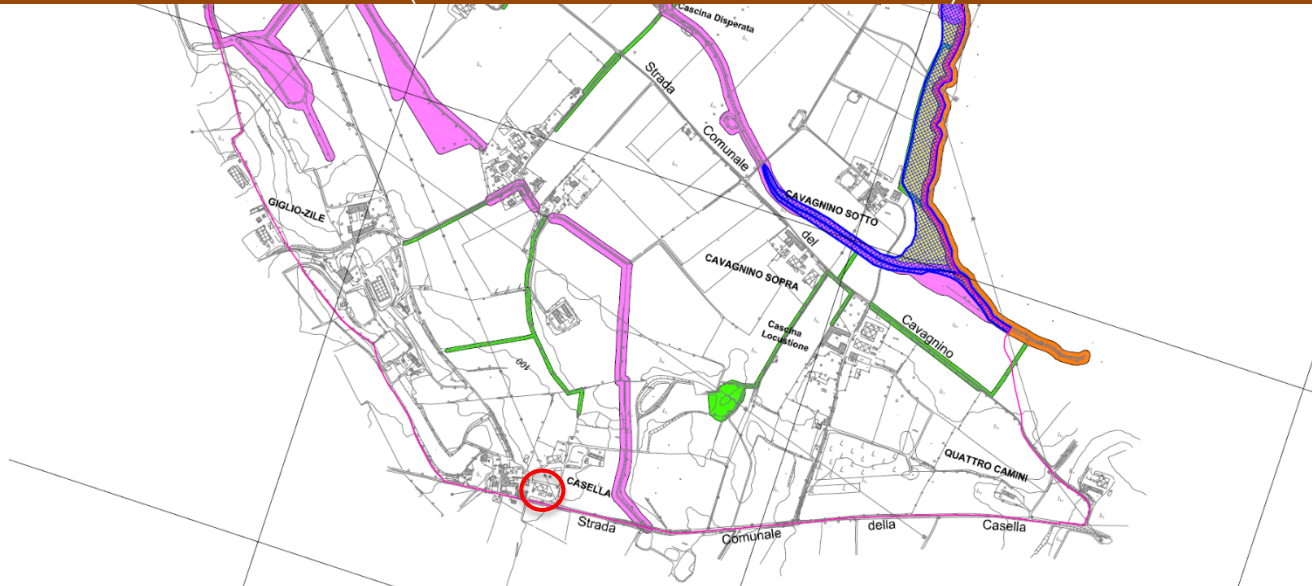 Cascina Disperata
Strada
Comunale
del
Cavagnino
CAVAGNINO SOTTO
GIGLIO-ZILE
CAVAGNINO SOPRA
Cascina
Locustione
100
QUATTRO CAMINI
CASELLA
Strada
Comunale
della
Casella